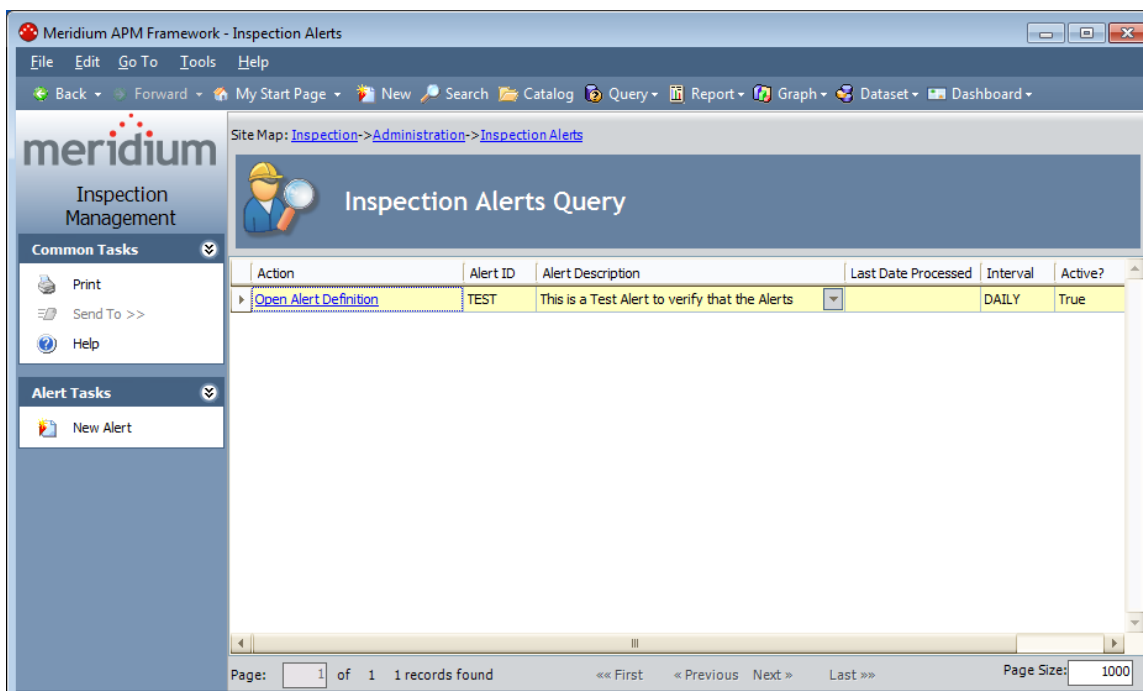 Meridium APM Framework - Inspection Alerts
File Edit Go To Tools Help
Back Forward My Start Page New Search Catalog Query Report Graph Dataset Dashboard
meridium
Inspection
Management
Common Tasks
Print
Send To >>
Help
Alert Tasks
New Alert
Site Map: Inspection->Administration->Inspection Alerts
Inspection Alerts Query
Action Alert ID Alert Description Last Date Processed Interval Active?
Open Alert Definition TEST This is a Test Alert to verify that the Alerts DAILY True
Page: 1 of 1 1 records found «« First « Previous Next » Last »» Page Size: 1000